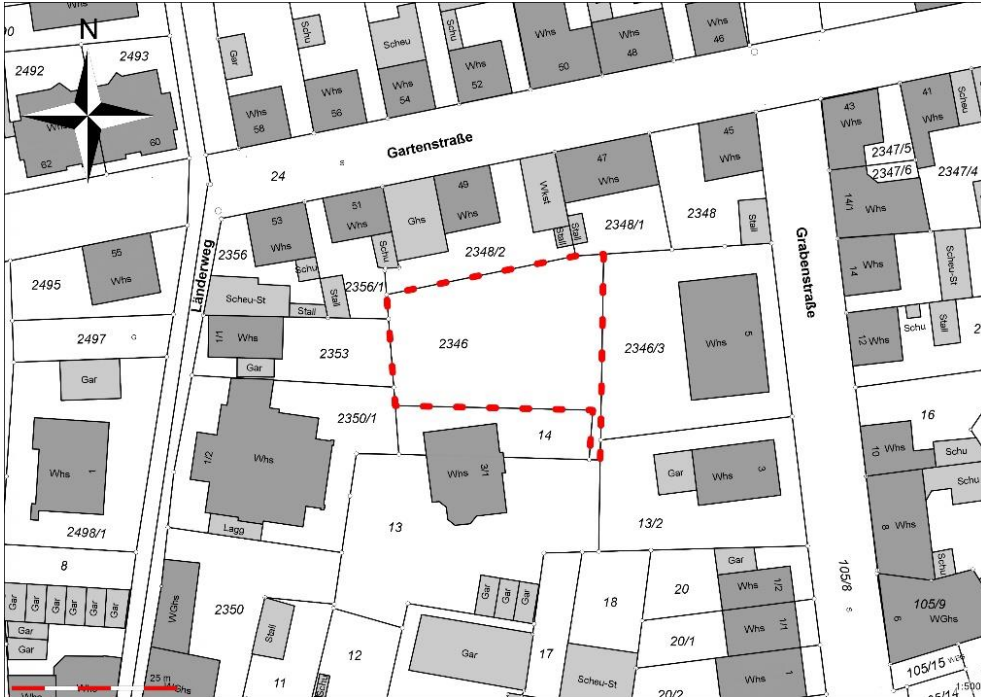 N
2492
2493
Whs
62
60
Gar
Whs
58
Schu
Whs
56
Scheu
Whs
54
Schu
Whs
52
Whs
50
Whs
48
Whs
46
Gartenstraße
24
Whs
43
Whs
41
Scheu
2347/5
2347/6
2347/4
14/1
Whs
14
Whs
Scheu-St
Stall
Schu
12
Whs
45
Whs
2348
Stall
47
Whs
2348/1
Wkst
Stall
Stall
49
Whs
Ghs
51
Whs
Schu
2348/2
53
Whs
2356
Schu
2356/1
Stall
Stall
Scheu-St
Länderweg
Grabenstraße
55
Whs
2495
2497
Gar
1/1
Whs
Gar
2353
2346
2346/3
Whs
5
2350/1
14
16
10
Whs
Schu
Schu
1/2
Whs
Lagg
Whs
3/1
Gar
Whs
3
13
13/2
Whs
1
2498/1
8
Whs
Schu
105/8
105/9
WGhs
6
8
Gar
Gar
Gar
Gar
Gar
Gar
Gar
Gar
WGhs
2350
Stall
Gar
Gar
Gar
18
20
Gar
Whs
1/2
20/1
Whs
1/1
12
Gar
17
Scheu-St
11
Schu
20/2
Whs
1
105/15
105/14
Whs
Whs
WGhs
25 m
1:500